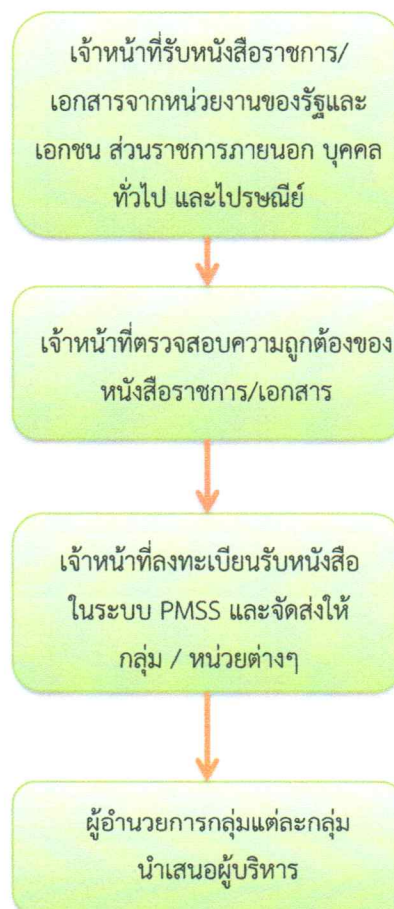 เจ้าหน้าที่รับหนังสือราชการ/
เอกสารจากหน่วยงานของรัฐและ
เอกชน ส่วนราชการภายนอก บุคคล
ทั่วไป และไปรษณีย์
เจ้าหน้าที่ตรวจสอบความถูกต้องของ
หนังสือราชการ/เอกสาร
เจ้าหน้าที่ลงทะเบียนรับหนังสือ
ในระบบ PMSS และจัดส่งให้
กลุ่ม / หน่วยต่างๆ
ผู้อำนวยการกลุ่มแต่ละกลุ่ม
นำเสนอผู้บริหาร